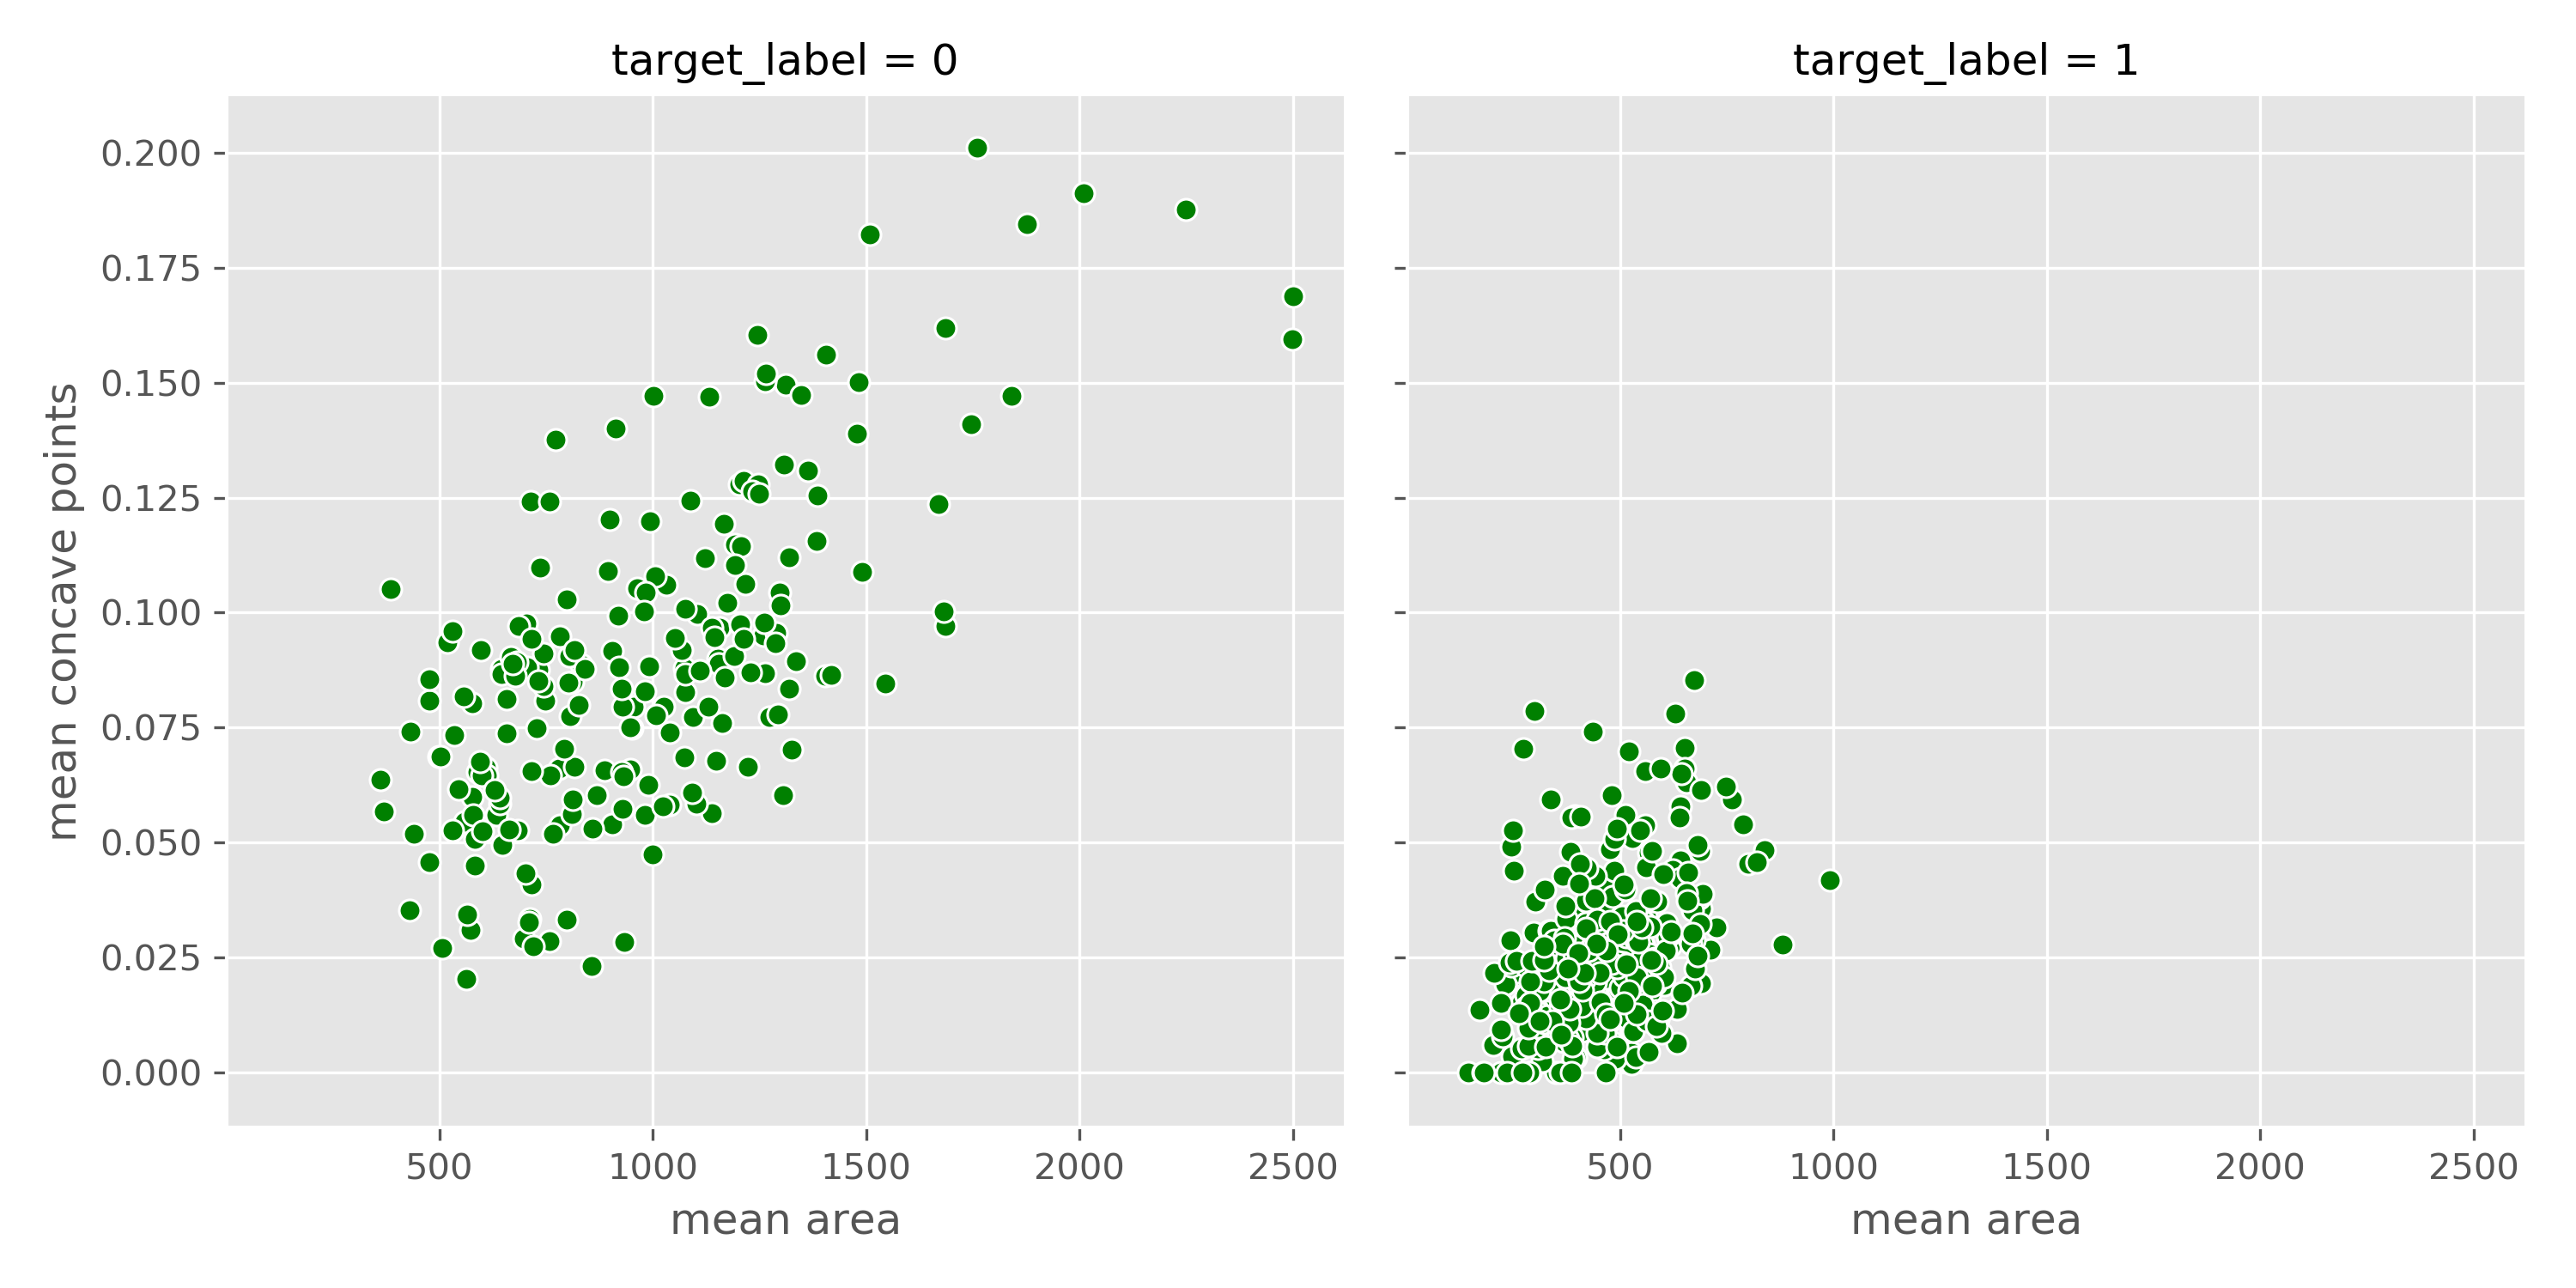 target_label = 0
target_label = 1
mean concave points
0.200
0.175
0.150
0.125
0.100
0.075
0.050
0.025
0.000
500 1000 1500 2000 2500
500 1000 1500 2000 2500
mean area
mean area